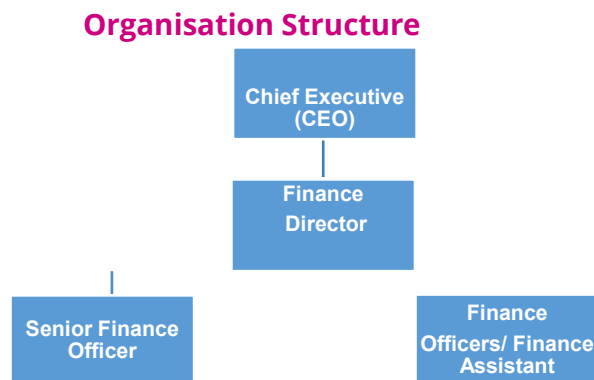 Organisation Structure
Chief Executive
(CEO)
Finance
Director
Senior Finance
Officer
Finance
Officers/ Finance
Assistant